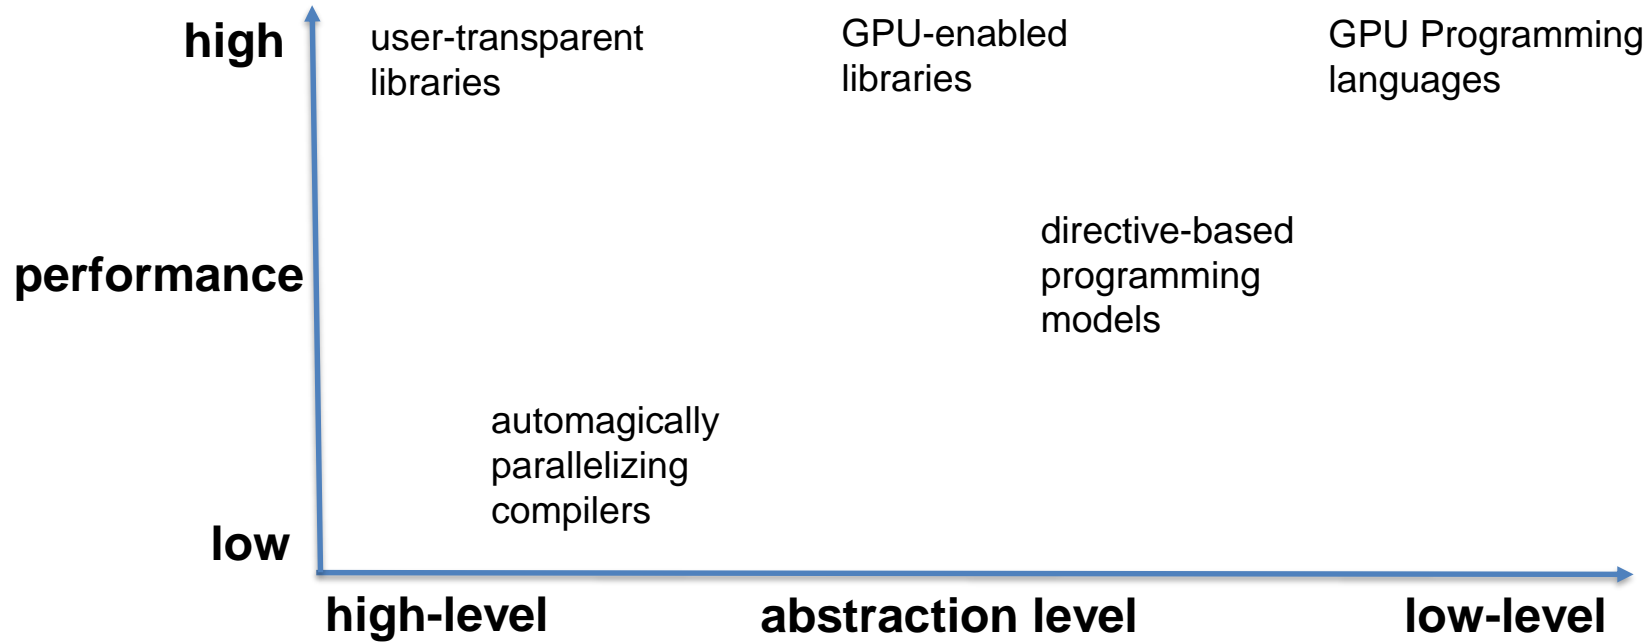 high
user-transparent
libraries
GPU-enabled
libraries
GPU Programming
languages
performance
directive-based
programming
models
automagically
parallelizing
compilers
low
high-level
abstraction level
low-level